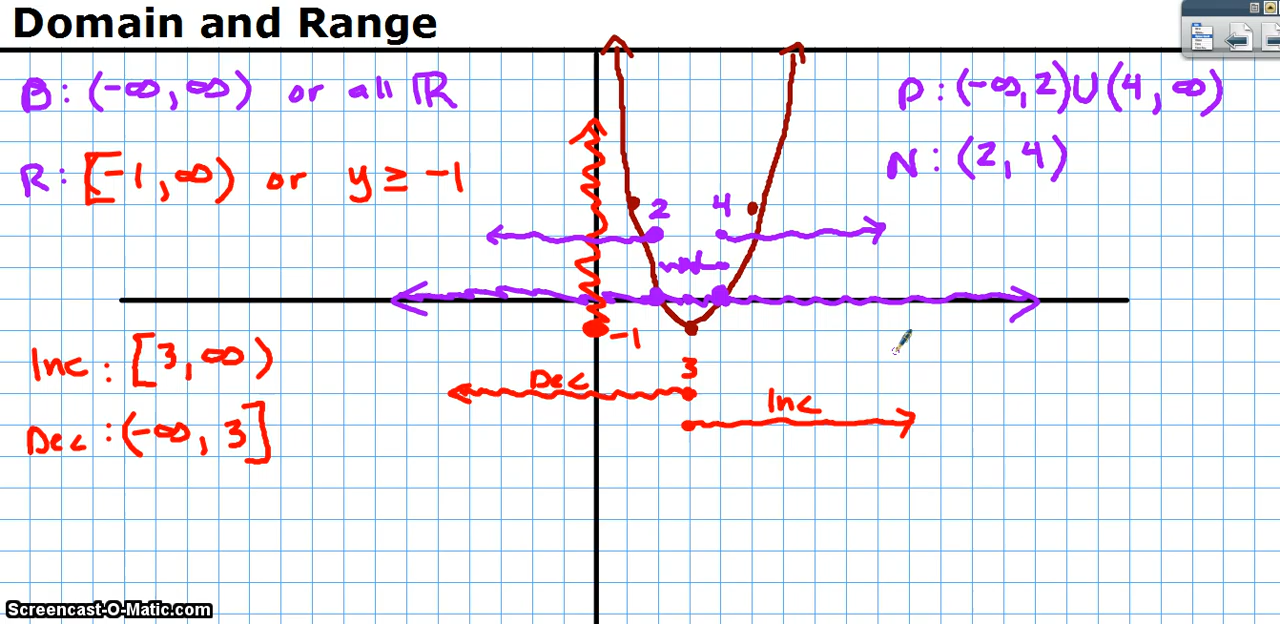 Domain and Range
D: (-∞, ∞) or all ℝ
P: (-∞, 2) U (4, ∞)
R: [-1, ∞) or y ≥ -1
N: (2, 4)
2
4
-1
3
Inc: [3, ∞)
Dec
Inc
Dec: (-∞, 3]
Screencast-O-Matic.com